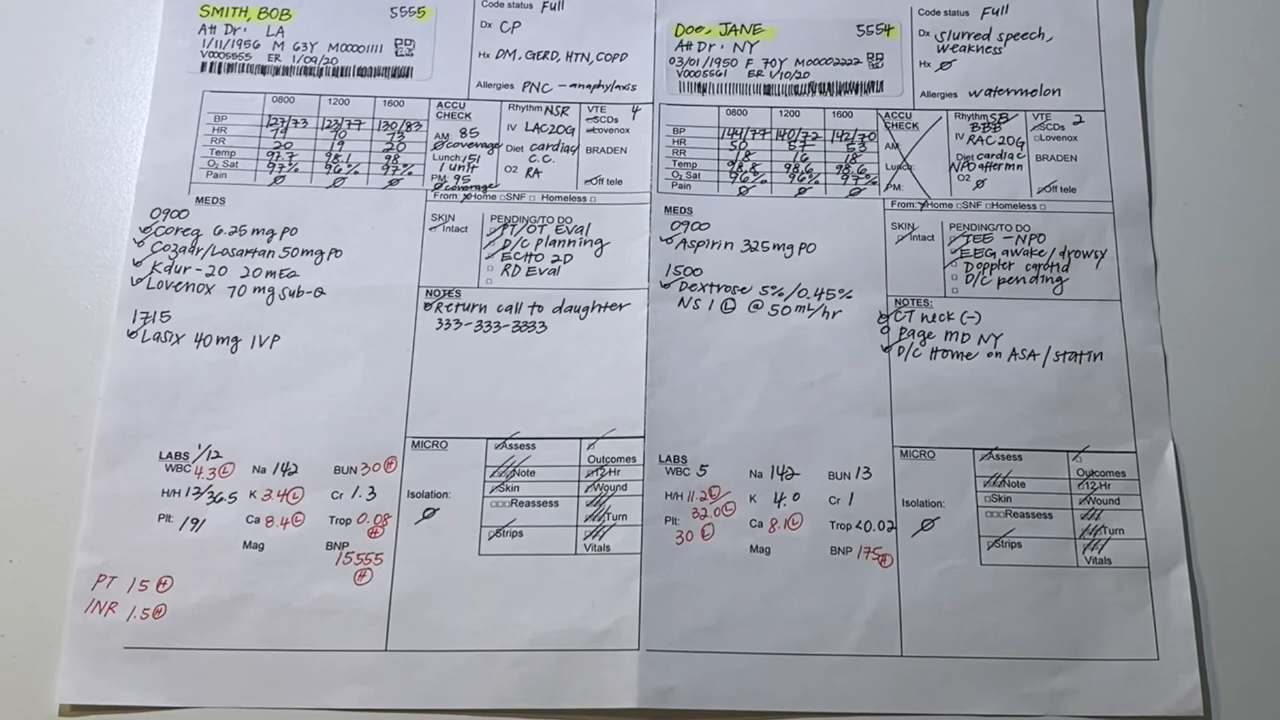 SMITH, BOB 5555
Att Dr. LA
1/11/1956 M 63Y M00001111
V0005555 ER 1/09/20
Code status Full
Dx CP
Hx DM, GERD, HTN, COPD
Allergies PNC - anaphylaxis
0800 1200 1600
BP 127/73 123/77 130/83
HR 79 70 73
RR 20 19 20
Temp 97.7 98.1 98
O₂ Sat 97% 96% 97%
Pain Ø Ø Ø
ACCU
CHECK
AM: 85
Ø coverage
Lunch: 151
1 unit
PM: 95
Ø coverage
Rhythm NSR
IV LAC20G
Diet cardiac
C.C.
O2 RA
VTE 4
SCDs
Lovenox
BRADEN
Off tele
From: Home SNF Homeless
MEDS
0900
Coreg 6.25 mg PO
Cozaar/Losartan 50mg PO
Kdur-20 20 mEq
Lovenox 70 mg Sub-Q
1715
Lasix 40mg IVP
SKIN
Intact
PENDING/TO DO
PT/OT Eval
D/C planning
ECHO 2D
RD Eval
NOTES
Return call to daughter
333-333-3333
LABS 1/12
WBC 4.3 L Na 142 BUN 30 H
H/H 13/36.5 K 3.4 L Cr 1.3
Plt: 191 Ca 8.4 L Trop 0.08 H
Mag BNP 15555 H
PT 15 H
INR 1.5 H
MICRO
Isolation:
Ø
Assess
Outcomes
Note 12Hr
Skin Wound
Reassess Turn
Strips Vitals
DOE, JANE 5554
Att Dr. NY
03/01/1950 F 70Y M00002222
V0005561 ER 1/10/20
Code status Full
Dx slurred speech,
weakness
Hx Ø
Allergies watermelon
0800 1200 1600
BP 144/77 140/72 142/70
HR 50 57 53
RR 18 16 18
Temp 98.8 98.6 98.6
O₂ Sat 96% 96% 97%
Pain Ø Ø Ø
ACCU
CHECK
AM:
Lunch:
PM:
Rhythm SB
BBB
IV RAC 20G
Diet cardiac
NPO after mn
O2 Ø
VTE 2
SCDs
Lovenox
BRADEN
Off tele
From: Home SNF Homeless
MEDS
0900
Aspirin 325 mg PO
1500
Dextrose 5%/0.45%
NS 1 L @ 50 mL/hr
SKIN
Intact
PENDING/TO DO
TEE - NPO
EEG awake/drowsy
Doppler carotid
D/C pending
NOTES:
CT neck (-)
Page MD NY
D/C Home on ASA/statin
LABS
WBC 5 Na 142 BUN 13
H/H 11.2 L/32.0 L K 4.0 Cr 1
Plt: 30 L Ca 8.1 L Trop <0.02
Mag BNP 175 H
MICRO
Isolation:
Ø
Assess
Outcomes
Note 12Hr
Skin Wound
Reassess Turn
Strips Vitals